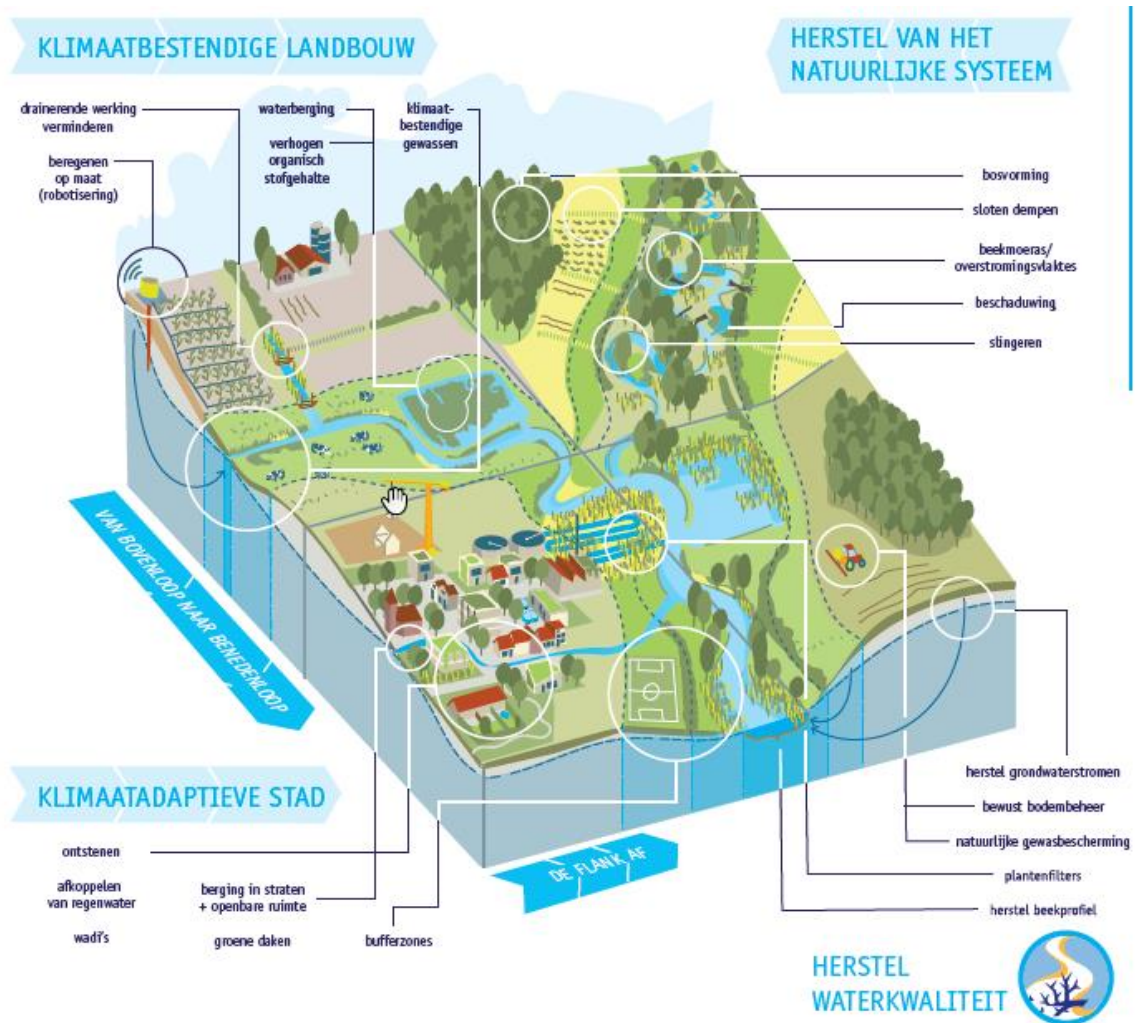 KLIMAATBESTENDIGE LANDBOUW
HERSTEL VAN HET
NATUURLIJKE SYSTEEM
drainerende werking
verminderen
beregenen
op maat
(robotisering)
waterberging
verhogen
organisch
stofgehalte
klimaat-
bestendige
gewassen
bosvorming
sloten dempen
beekmoeras/
overstromingsvlaktes
beschaduwing
slingeren
VAN BOVENLOOP NAAR BENEDENLOOP
DE FLANK AF
KLIMAATADAPTIEVE STAD
ontstenen
afkoppelen
van regenwater
wadi's
berging in straten
+ openbare ruimte
groene daken
bufferzones
herstel grondwaterstromen
bewust bodembeheer
natuurlijke gewasbescherming
plantenfilters
herstel beekprofiel
HERSTEL
WATERKWALITEIT